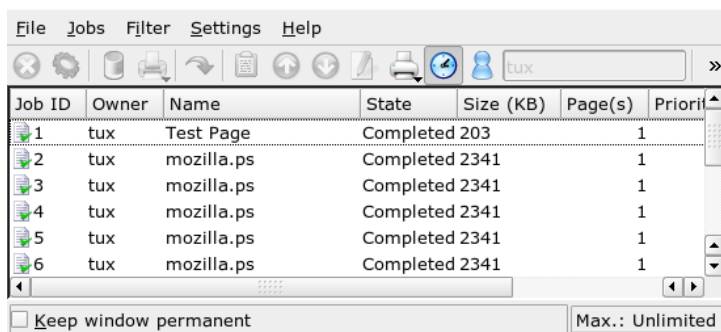 File Jobs Filter Settings Help
tux »
Job ID Owner Name State Size (KB) Page(s) Priorit
1 tux Test Page Completed 203 1
2 tux mozilla.ps Completed 2341 1
3 tux mozilla.ps Completed 2341 1
4 tux mozilla.ps Completed 2341 1
5 tux mozilla.ps Completed 2341 1
6 tux mozilla.ps Completed 2341 1
Keep window permanent Max.: Unlimited